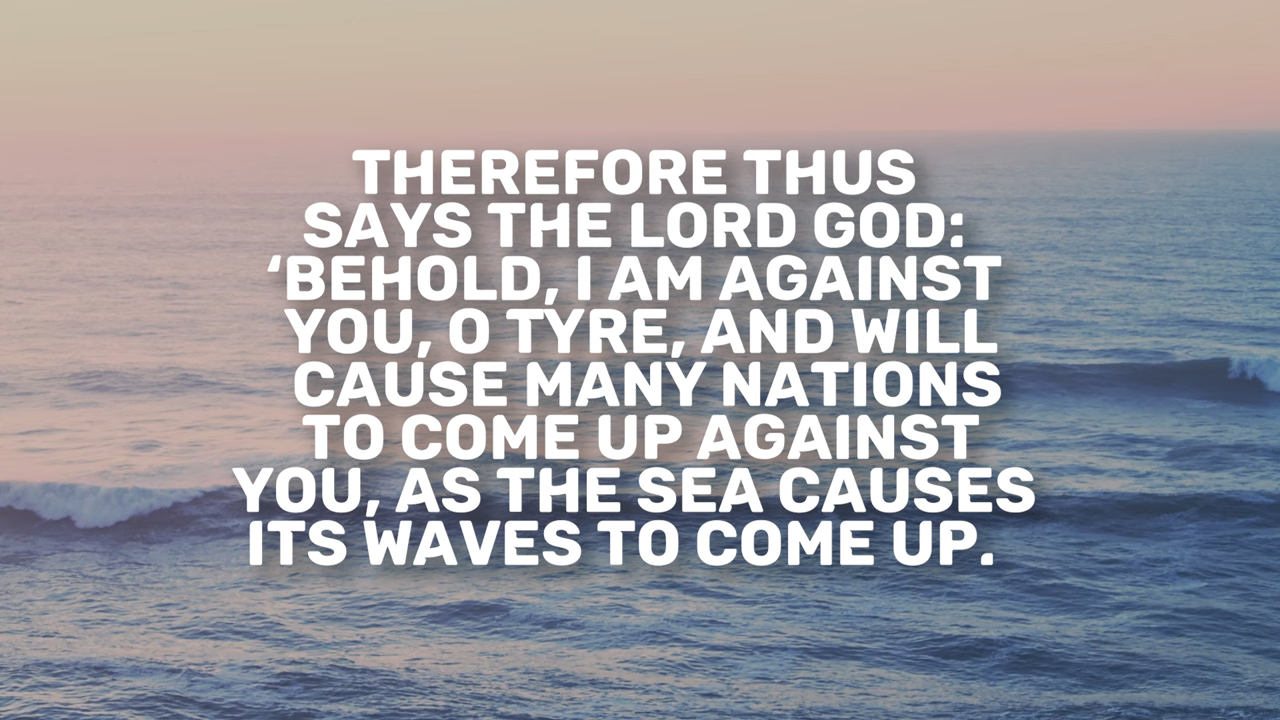 THEREFORE THUS
SAYS THE LORD GOD:
‘BEHOLD, I AM AGAINST
YOU, O TYRE, AND WILL
CAUSE MANY NATIONS
TO COME UP AGAINST
YOU, AS THE SEA CAUSES
ITS WAVES TO COME UP.